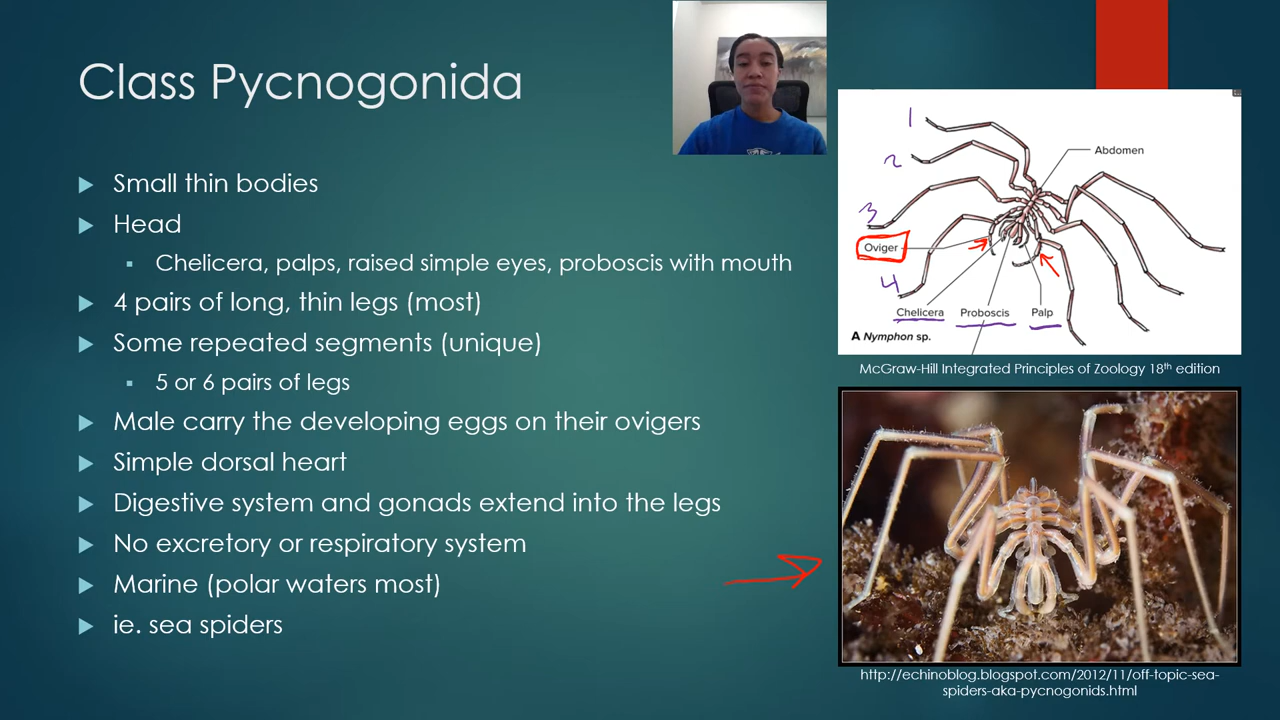 Class Pycnogonida
Small thin bodies
Head
Chelicera, palps, raised simple eyes, proboscis with mouth
4 pairs of long, thin legs (most)
Some repeated segments (unique)
5 or 6 pairs of legs
Male carry the developing eggs on their ovigers
Simple dorsal heart
Digestive system and gonads extend into the legs
No excretory or respiratory system
Marine (polar waters most)
ie. sea spiders
1
2
3
4
Abdomen
Oviger
Chelicera Proboscis Palp
A Nymphon sp.
McGraw-Hill Integrated Principles of Zoology 18th edition
http://echinoblog.blogspot.com/2012/11/off-topic-sea-
spiders-aka-pycnogonids.html